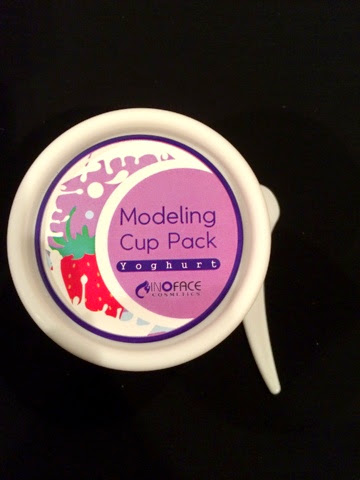 Modeling
Cup Pack
Yoghurt
INOFACE
COSMETICS